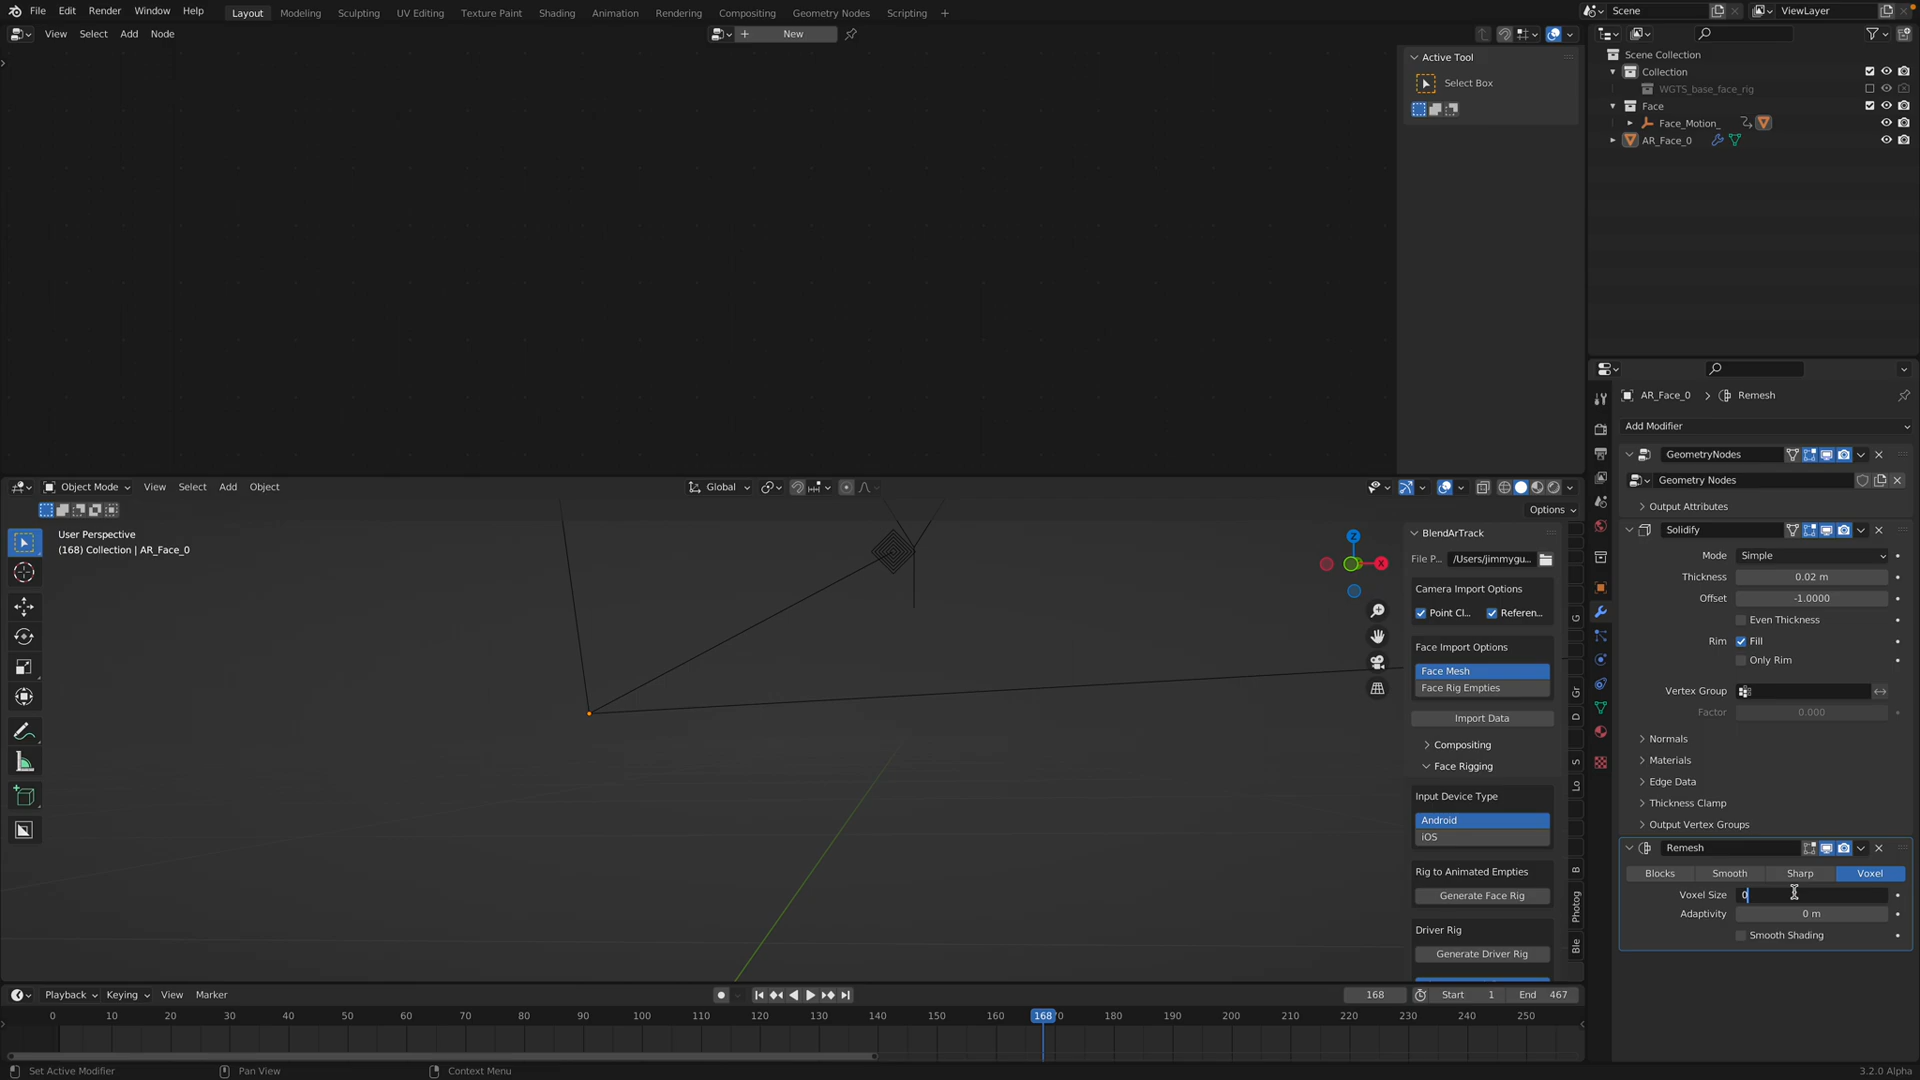 File Edit Render Window Help Layout Modeling Sculpting UV Editing Texture Paint Shading Animation Rendering Compositing Geometry Nodes Scripting + Scene ViewLayer
View Select Add Node New
Active Tool
Select Box
Scene Collection
Collection
WGTS_base_face_rig
Face
Face_Motion_
AR_Face_0
AR_Face_0 > Remesh
Add Modifier
GeometryNodes
Geometry Nodes
Output Attributes
Solidify
Mode Simple
Thickness 0.02 m
Offset -1.0000
Even Thickness
Rim Fill
Only Rim
Vertex Group
Factor 0.000
Normals
Materials
Edge Data
Thickness Clamp
Output Vertex Groups
Remesh
Blocks Smooth Sharp Voxel
Voxel Size 0
Adaptivity 0 m
Smooth Shading
Object Mode View Select Add Object Global
Options
User Perspective
(168) Collection | AR_Face_0
Z
X
BlendArTrack
File P... /Users/jimmygu...
Camera Import Options
Point Cl... Referen...
Face Import Options
Face Mesh
Face Rig Empties
Import Data
Compositing
Face Rigging
Input Device Type
Android
iOS
Rig to Animated Empties
Generate Face Rig
Driver Rig
Generate Driver Rig
G
Gr
D
S
Lo
B
Photog
Ble
Playback Keying View Marker 168 Start 1 End 467
0 10 20 30 40 50 60 70 80 90 100 110 120 130 140 150 160 168 180 190 200 210 220 230 240 250
Set Active Modifier Pan View Context Menu 3.2.0 Alpha